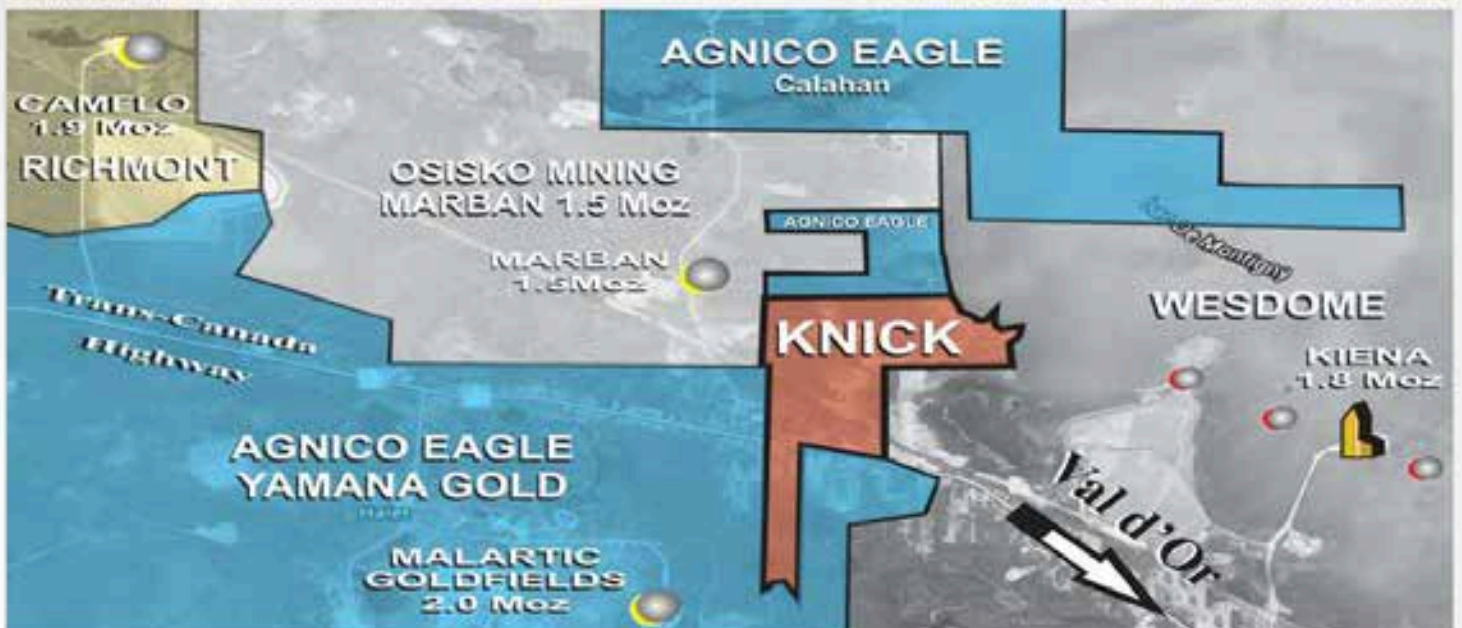 AGNICO EAGLE
Calahan
CAMFLO
1.9 Moz
RICHMONT
OSISKO MINING
MARBAN 1.5 Moz
AGNICO EAGLE
MARBAN
1.5Moz
De Montigny
WESDOME
Trans-Canada
Highway
KNICK
KIENA
1.8 Moz
AGNICO EAGLE
YAMANA GOLD
Val d'Or
MALARTIC
GOLDFIELDS
2.0 Moz